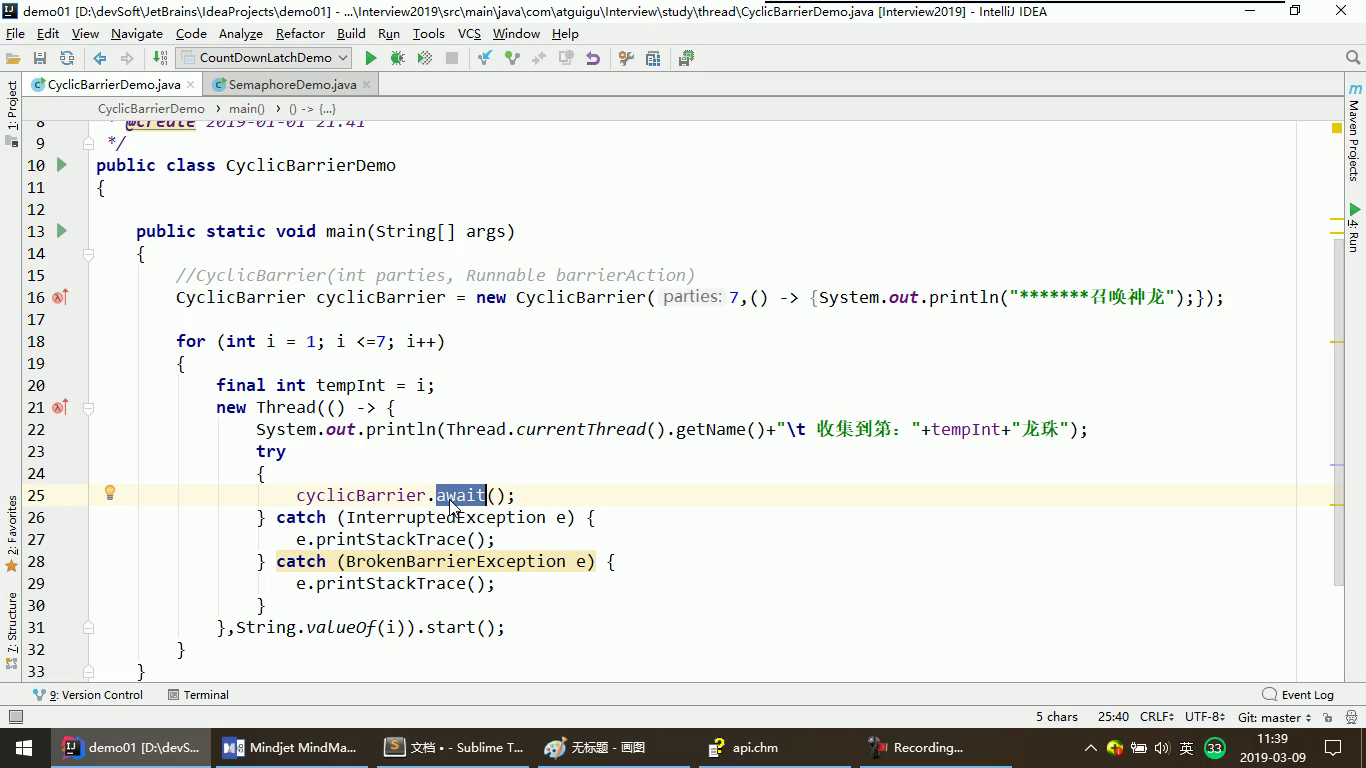 demo01 [D:\devSoft\JetBrains\IdeaProjects\demo01] - ...\Interview2019\src\main\java\com\atguigu\Interview\study\thread\CyclicBarrierDemo.java [Interview2019] - IntelliJ IDEA
File Edit View Navigate Code Analyze Refactor Build Run Tools VCS Window Help
CountDownLatchDemo
CyclicBarrierDemo.java SemaphoreDemo.java
CyclicBarrierDemo main() () -> {...}
1: Project
Maven Projects
4: Run
2: Favorites
7: Structure
8 * @create 2019-01-01 21:41
9 */
10 public class CyclicBarrierDemo
11 {
12
13 public static void main(String[] args)
14 {
15 //CyclicBarrier(int parties, Runnable barrierAction)
16 CyclicBarrier cyclicBarrier = new CyclicBarrier( parties: 7,() -> {System.out.println("*******召唤神龙");});
17
18 for (int i = 1; i <=7; i++)
19 {
20 final int tempInt = i;
21 new Thread(() -> {
22 System.out.println(Thread.currentThread().getName()+"\t 收集到第: "+tempInt+"龙珠");
23 try
24 {
25 cyclicBarrier.await();
26 } catch (InterruptedException e) {
27 e.printStackTrace();
28 } catch (BrokenBarrierException e) {
29 e.printStackTrace();
30 }
31 },String.valueOf(i)).start();
32 }
33 }
9: Version Control Terminal Event Log
5 chars 25:40 CRLF UTF-8 Git: master
demo01 [D:\devS... Mindjet MindMa... 文档 • - Sublime T... 无标题 - 画图 api.chm Recording... 英 33 11:39
2019-03-09